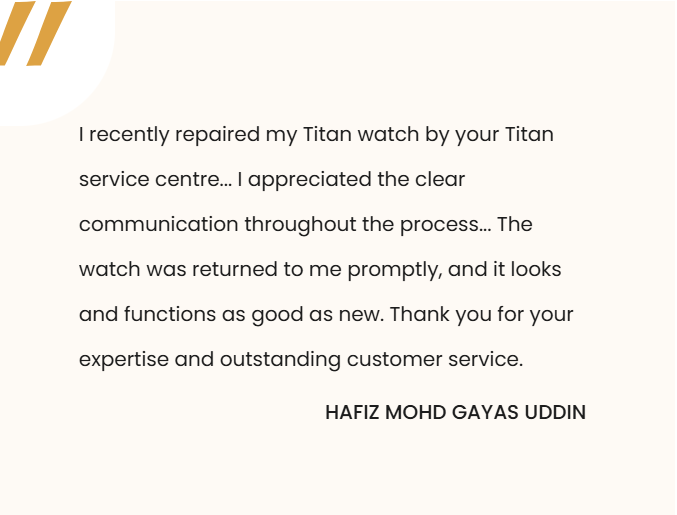 I recently repaired my Titan watch by your Titan
service centre... I appreciated the clear
communication throughout the process... The
watch was returned to me promptly, and it looks
and functions as good as new. Thank you for your
expertise and outstanding customer service.
HAFIZ MOHD GAYAS UDDIN